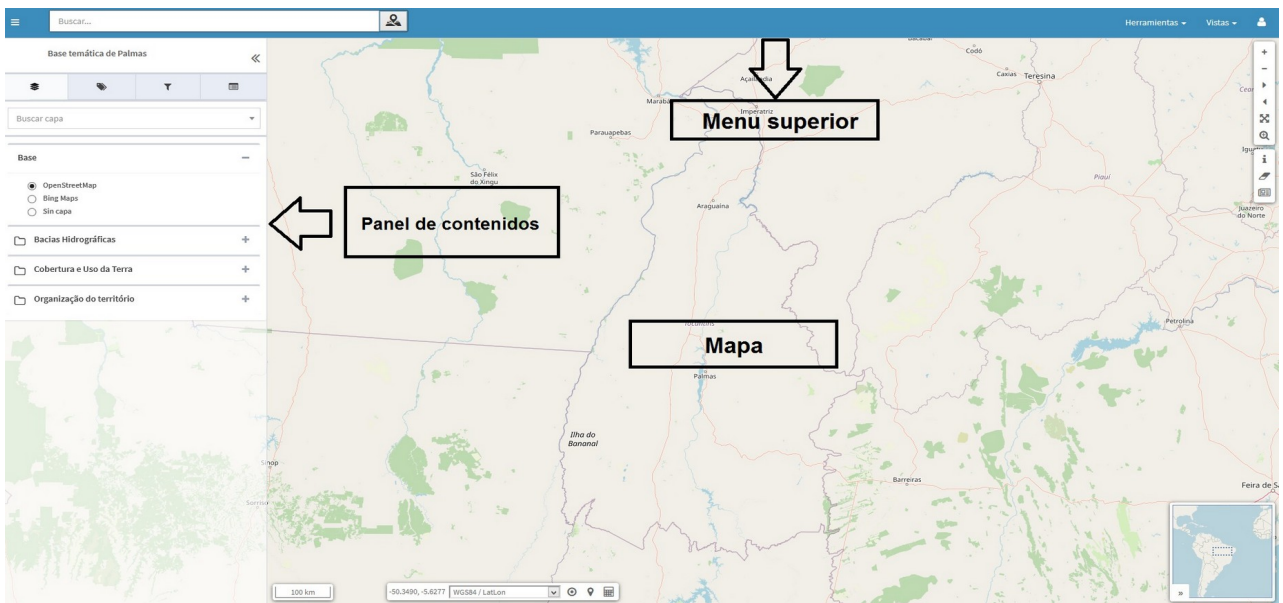 Buscar...
Herramientas
Vistas
Base temática de Palmas
Buscar capa
Base
OpenStreetMap
Bing Maps
Sin capa
Bacias Hidrográficas
Cobertura e Uso da Terra
Organização do território
Menu superior
Panel de contenidos
Mapa
Codó
Caxias
Teresina
Marabá
Imperatriz
Parauapebas
São Félix
do Xingu
Araguaína
Piauí
Juazeiro
do Norte
Petrolina
Palmas
Ilha do
Bananal
Barreiras
Feira de S
Sinop
Sorriso
100 km
-50.3490, -5.6277
WGS84 / LatLon